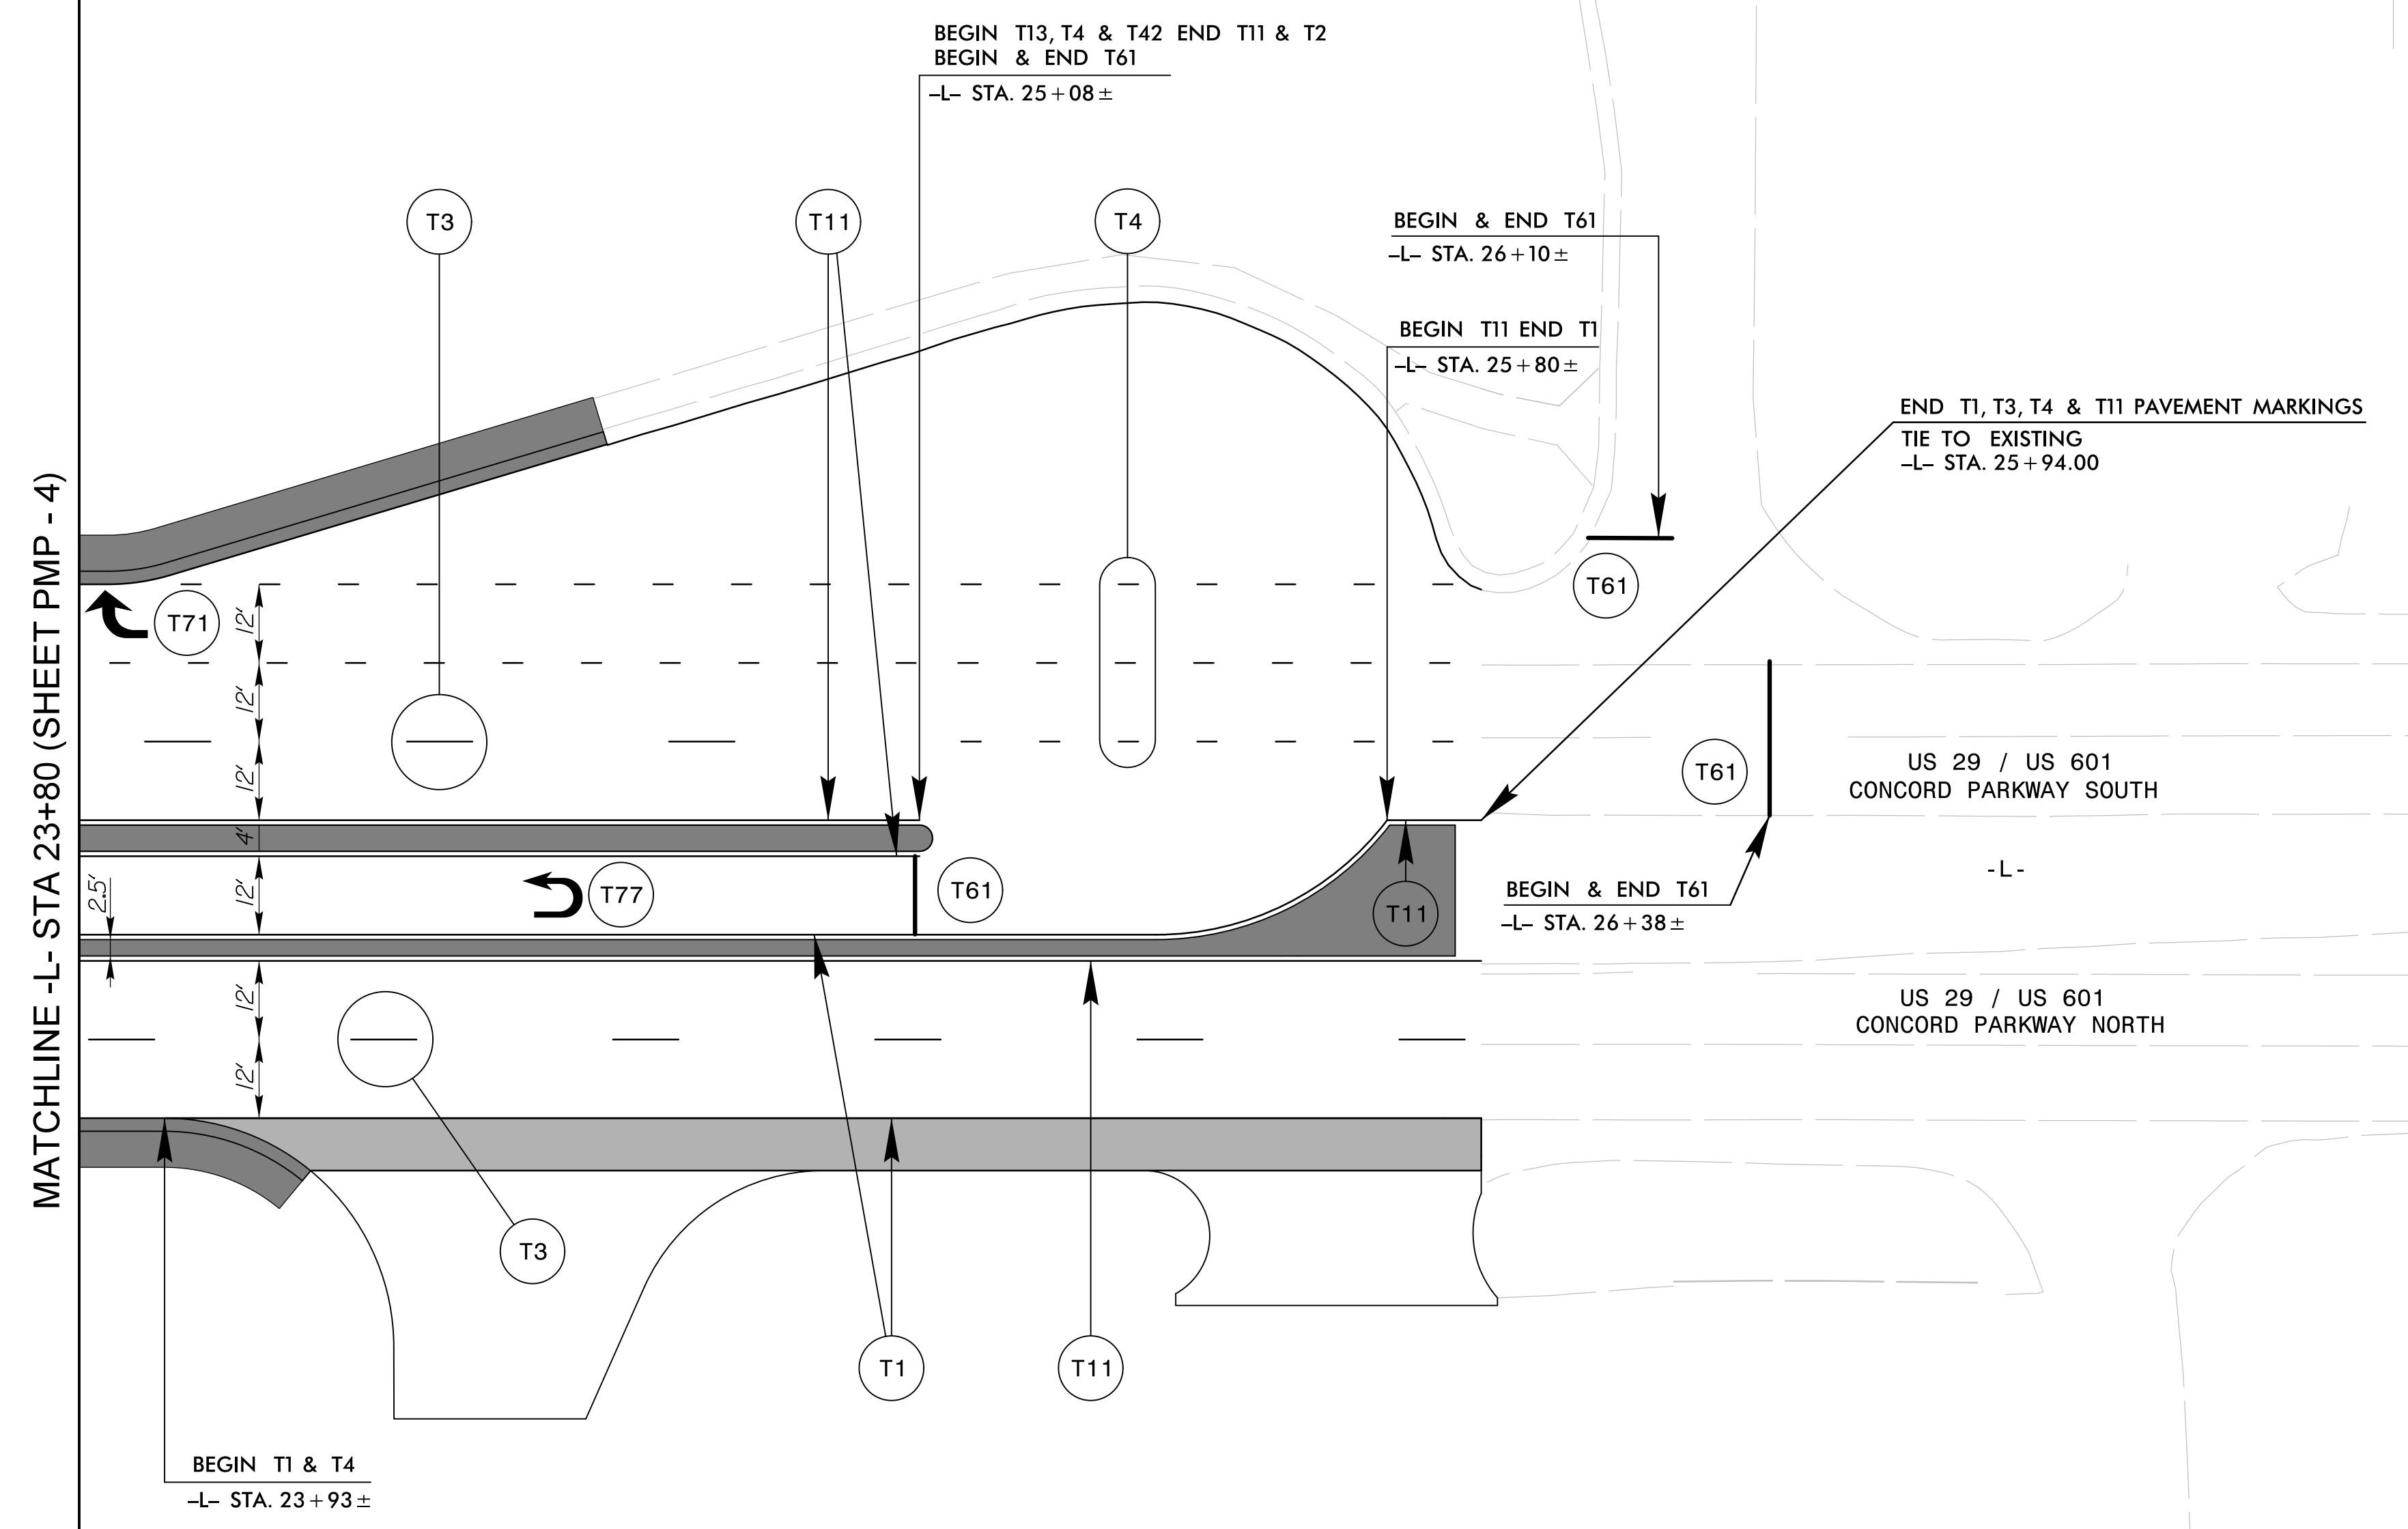 BEGIN T13, T4 & T42 END T11 & T2
BEGIN & END T61
-L- STA. 25+08±
T3
T11
T4
BEGIN & END T61
-L- STA. 26+10±
BEGIN T11 END T1
-L- STA. 25+80±
END T1, T3, T4 & T11 PAVEMENT MARKINGS
TIE TO EXISTING
-L- STA. 25+94.00
MATCHLINE -L- STA 23+80 (SHEET PMP - 4)
T71
12'
T61
12'
12'
T61
US 29 / US 601
CONCORD PARKWAY SOUTH
4'
2.5'
12'
T77
T61
T11
BEGIN & END T61
-L- STA. 26+38±
-L-
12'
US 29 / US 601
CONCORD PARKWAY NORTH
12'
T3
T1
T11
BEGIN T1 & T4
-L- STA. 23+93±